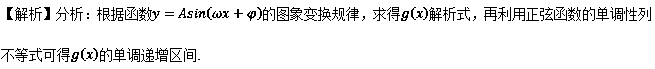 【解析】分析：根据函数y = Asin(ωx + φ)的图象变换规律，求得g(x)解析式，再利用正弦函数的单调性列
不等式可得g(x)的单调递增区间.